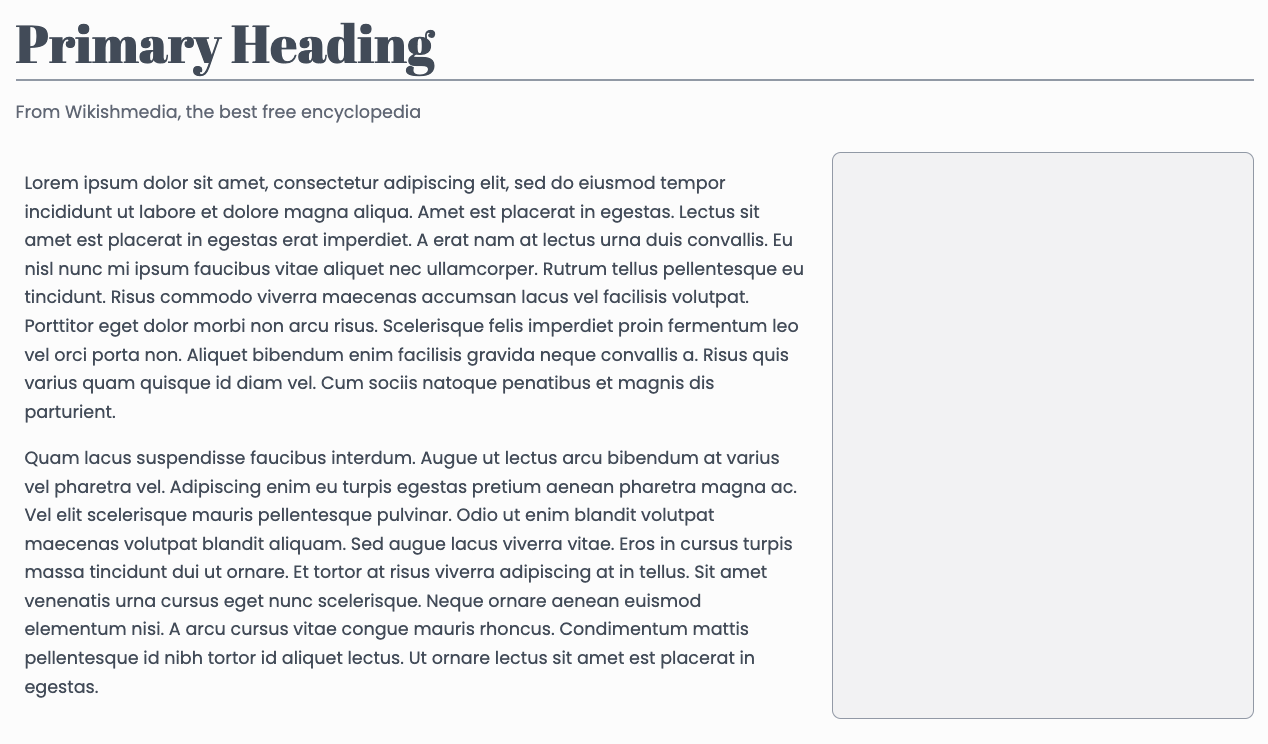 Primary Heading
From Wikishmedia, the best free encyclopedia
Lorem ipsum dolor sit amet, consectetur adipiscing elit, sed do eiusmod tempor
incididunt ut labore et dolore magna aliqua. Amet est placerat in egestas. Lectus sit
amet est placerat in egestas erat imperdiet. A erat nam at lectus urna duis convallis. Eu
nisl nunc mi ipsum faucibus vitae aliquet nec ullamcorper. Rutrum tellus pellentesque eu
tincidunt. Risus commodo viverra maecenas accumsan lacus vel facilisis volutpat.
Porttitor eget dolor morbi non arcu risus. Scelerisque felis imperdiet proin fermentum leo
vel orci porta non. Aliquet bibendum enim facilisis gravida neque convallis a. Risus quis
varius quam quisque id diam vel. Cum sociis natoque penatibus et magnis dis
parturient.
Quam lacus suspendisse faucibus interdum. Augue ut lectus arcu bibendum at varius
vel pharetra vel. Adipiscing enim eu turpis egestas pretium aenean pharetra magna ac.
Vel elit scelerisque mauris pellentesque pulvinar. Odio ut enim blandit volutpat
maecenas volutpat blandit aliquam. Sed augue lacus viverra vitae. Eros in cursus turpis
massa tincidunt dui ut ornare. Et tortor at risus viverra adipiscing at in tellus. Sit amet
venenatis urna cursus eget nunc scelerisque. Neque ornare aenean euismod
elementum nisi. A arcu cursus vitae congue mauris rhoncus. Condimentum mattis
pellentesque id nibh tortor id aliquet lectus. Ut ornare lectus sit amet est placerat in
egestas.